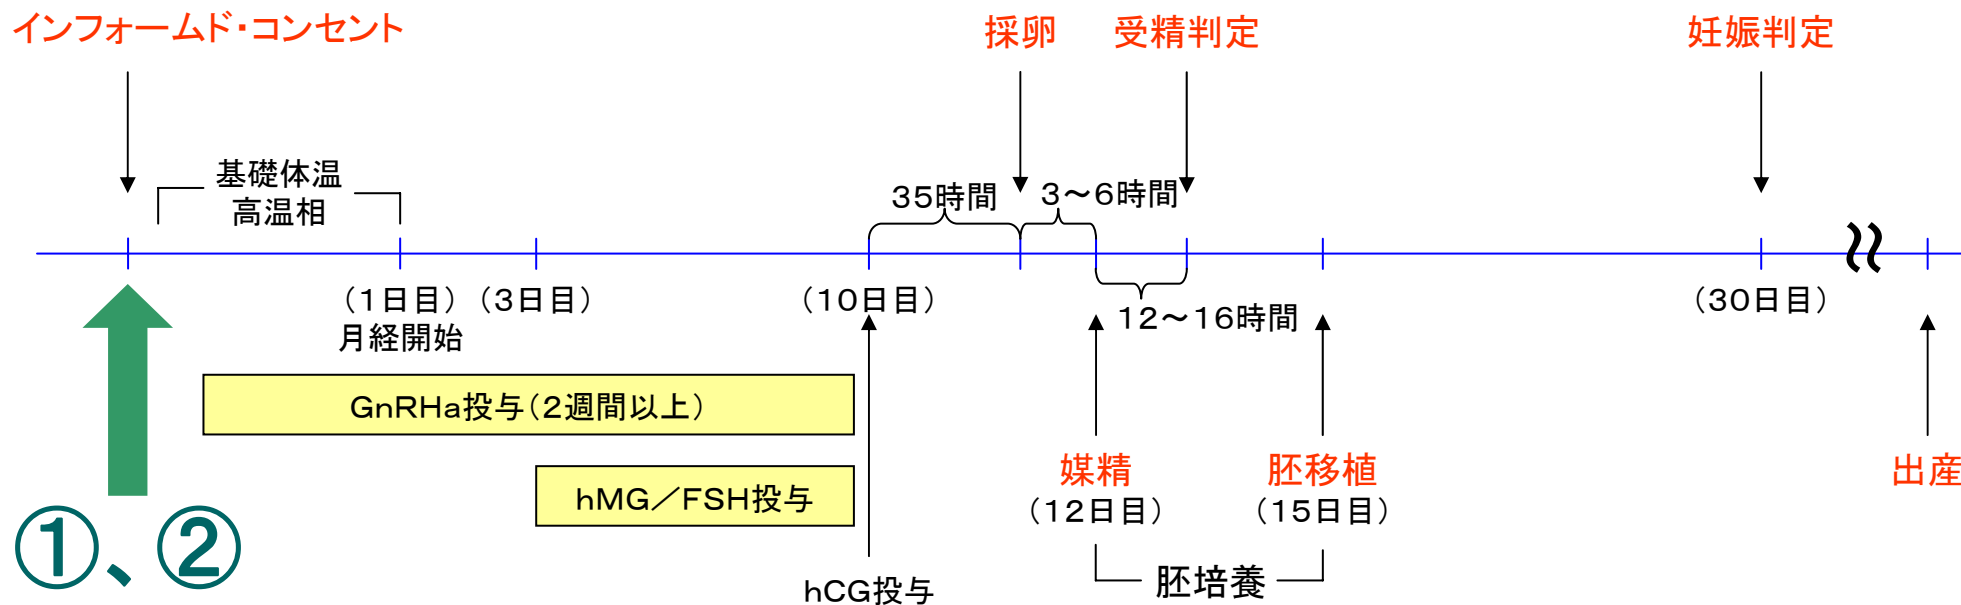 インフォームド・コンセント
採卵
受精判定
妊娠判定
基礎体温
高温相
35時間
3～6時間
(1日目)
月経開始
(3日目)
(10日目)
12～16時間
(30日目)
GnRHa投与(2週間以上)
hMG／FSH投与
hCG投与
媒精
(12日目)
胚移植
(15日目)
胚培養
出産
①、②